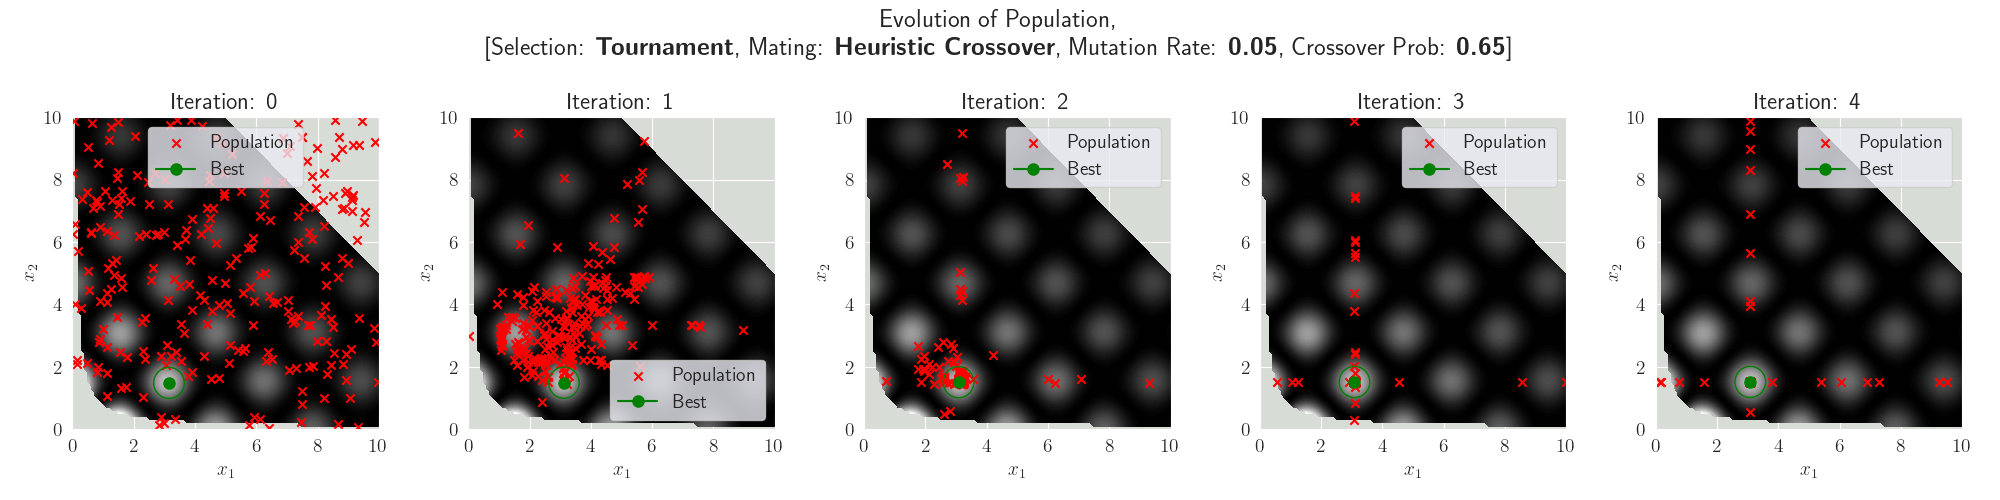 Evolution of Population,
[Selection: Tournament, Mating: Heuristic Crossover, Mutation Rate: 0.05, Crossover Prob: 0.65]
Iteration: 0
10
8
6
4
2
0
x2
Population
Best
0 2 4 6 8 10
x1
Iteration: 1
10
8
6
4
2
0
x2
Population
Best
0 2 4 6 8 10
x1
Iteration: 2
10
8
6
4
2
0
x2
Population
Best
0 2 4 6 8 10
x1
Iteration: 3
10
8
6
4
2
0
x2
Population
Best
0 2 4 6 8 10
x1
Iteration: 4
10
8
6
4
2
0
x2
Population
Best
0 2 4 6 8 10
x1